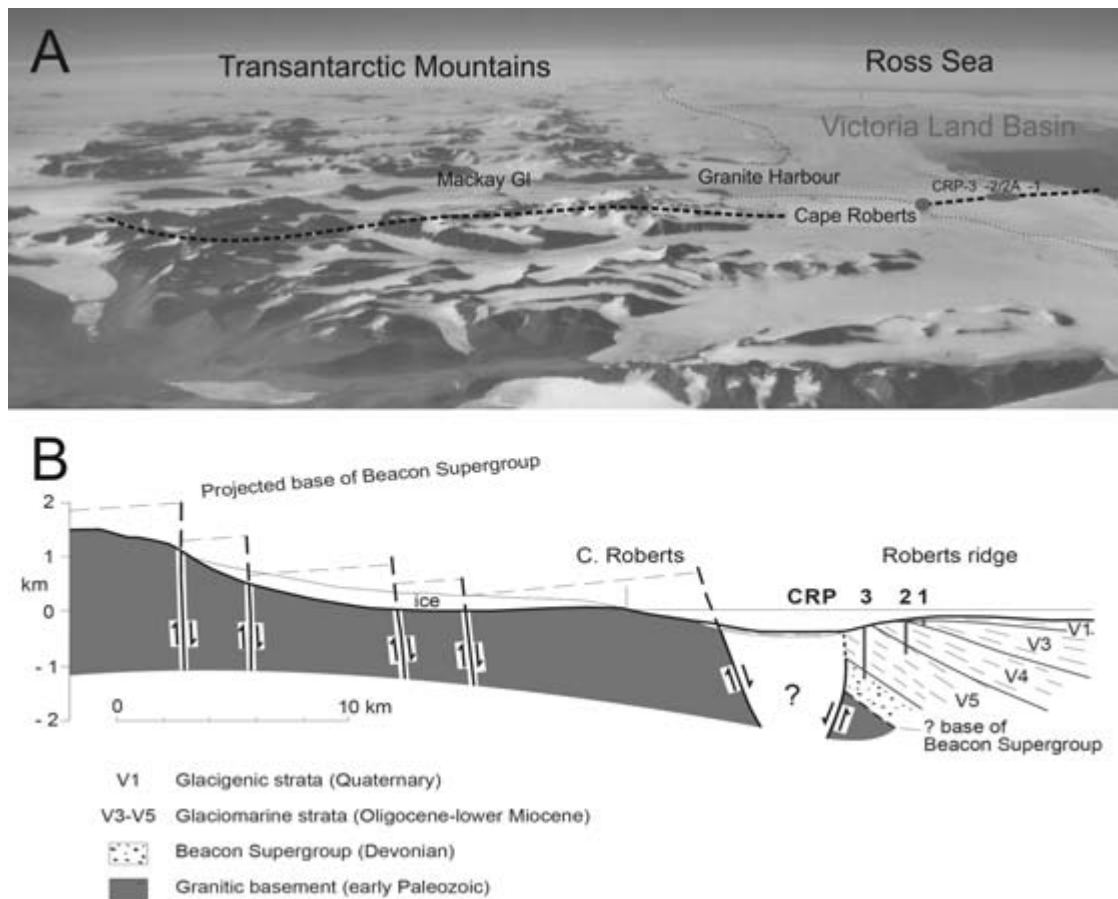 A
Transantarctic Mountains
Ross Sea
Victoria Land Basin
Mackay Gl
Granite Harbour
CRP-3 -2/2A -1
Cape Roberts
B
Projected base of Beacon Supergroup
2
1
km
0
- 1
- 2
ice
C. Roberts
Roberts ridge
CRP 3 2 1
V1
V3
V4
V5
?
? base of
Beacon Supergroup
0 10 km
V1 Glacigenic strata (Quaternary)
V3-V5 Glaciomarine strata (Oligocene-lower Miocene)
Beacon Supergroup (Devonian)
Granitic basement (early Paleozoic)